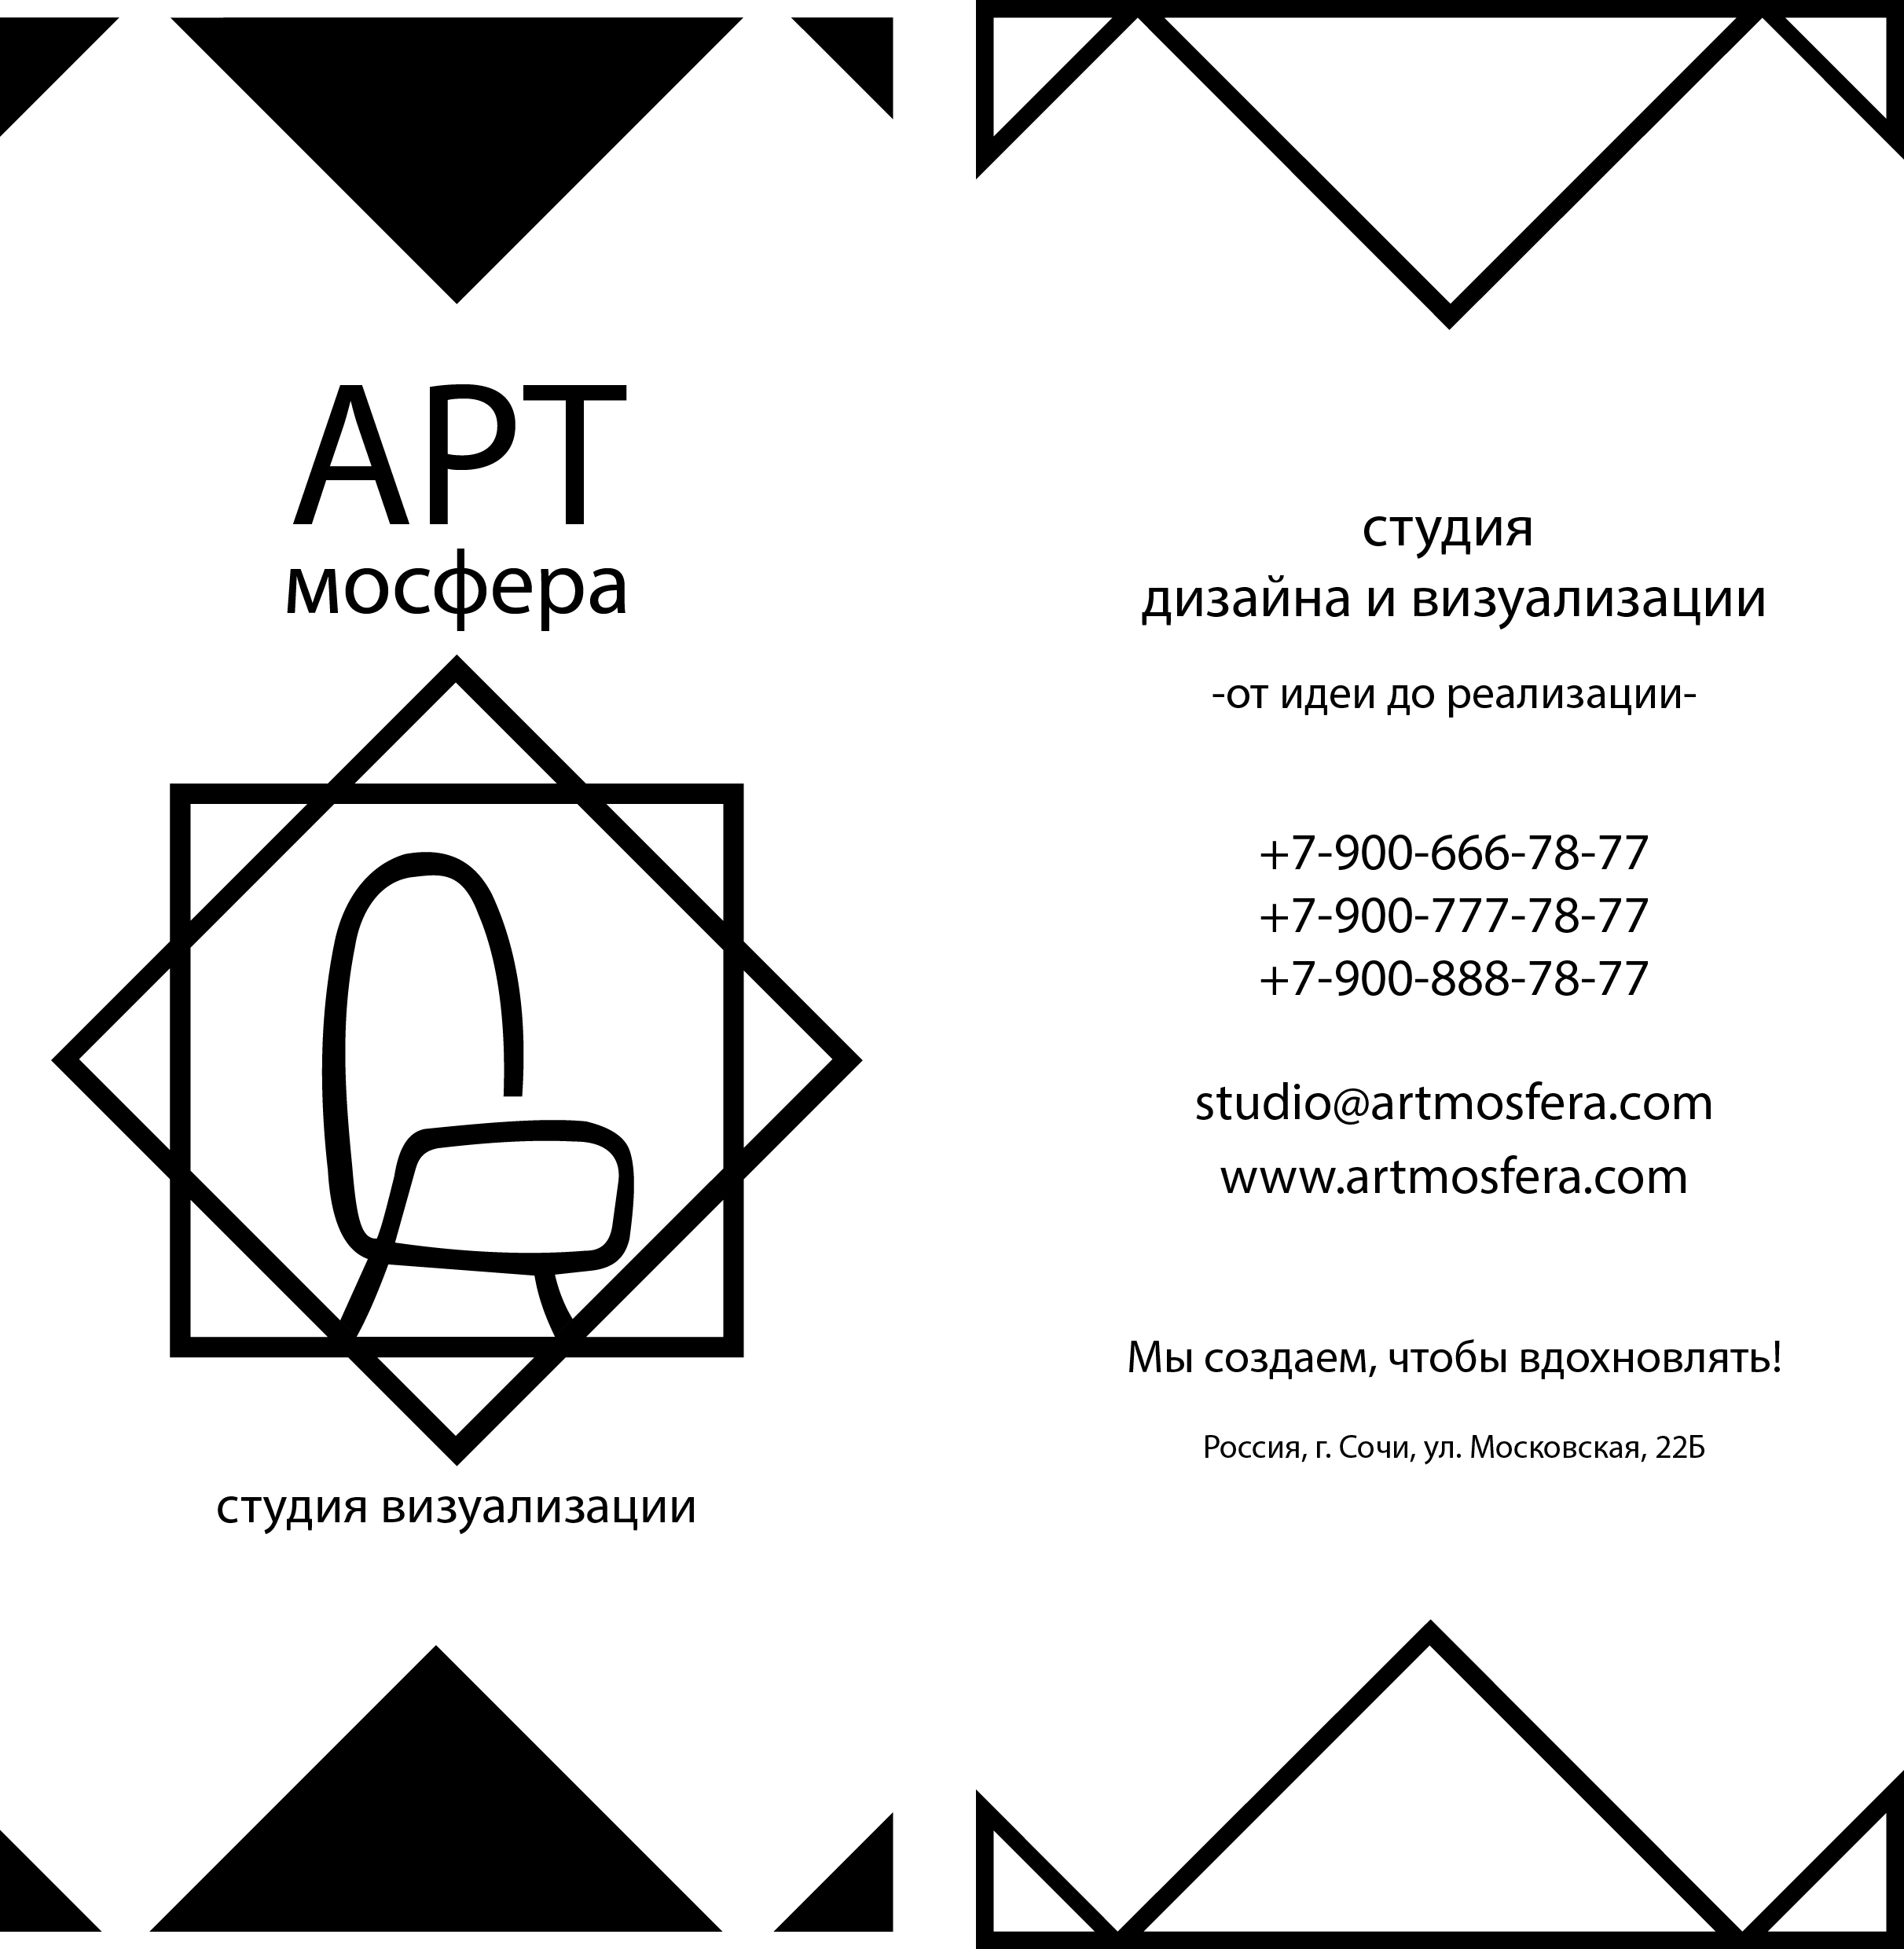 АРТ
мосфера
студия визуализации
студия
дизайна и визуализации
-от идеи до реализации-
+7-900-666-78-77
+7-900-777-78-77
+7-900-888-78-77
studio@artmosfera.com
www.artmosfera.com
Мы создаем, чтобы вдохновлять!
Россия, г. Сочи, ул. Московская, 22Б